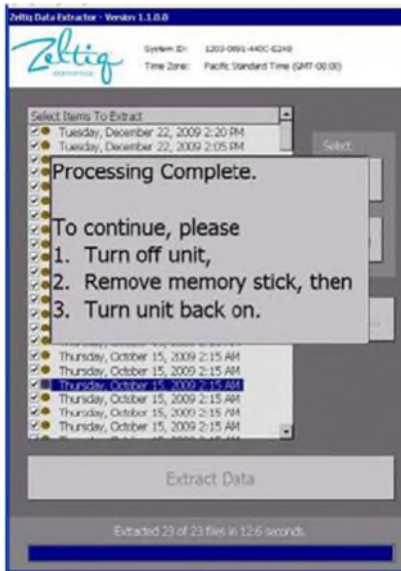 Zeltiq Data Extractor - Version 1.1.0.0
Zeltiq
System ID:
Time Zone: Pacific Standard Time (GMT-08:00)
Select Items To Extract
Tuesday, December 22, 2009 2:20 PM
Select
Tuesday, December 22, 2009 2:05 PM
Processing Complete.
To continue, please
1. Turn off unit,
2. Remove memory stick, then
3. Turn unit back on.
Thursday, October 15, 2009 2:15 AM
Thursday, October 15, 2009 2:15 AM
Thursday, October 15, 2009 2:15 AM
Thursday, October 15, 2009 2:15 AM
Thursday, October 15, 2009 2:15 AM
Thursday, October 15, 2009 2:15 AM
Extract Data
Extracted 23 of 23 files in 12.6 seconds.